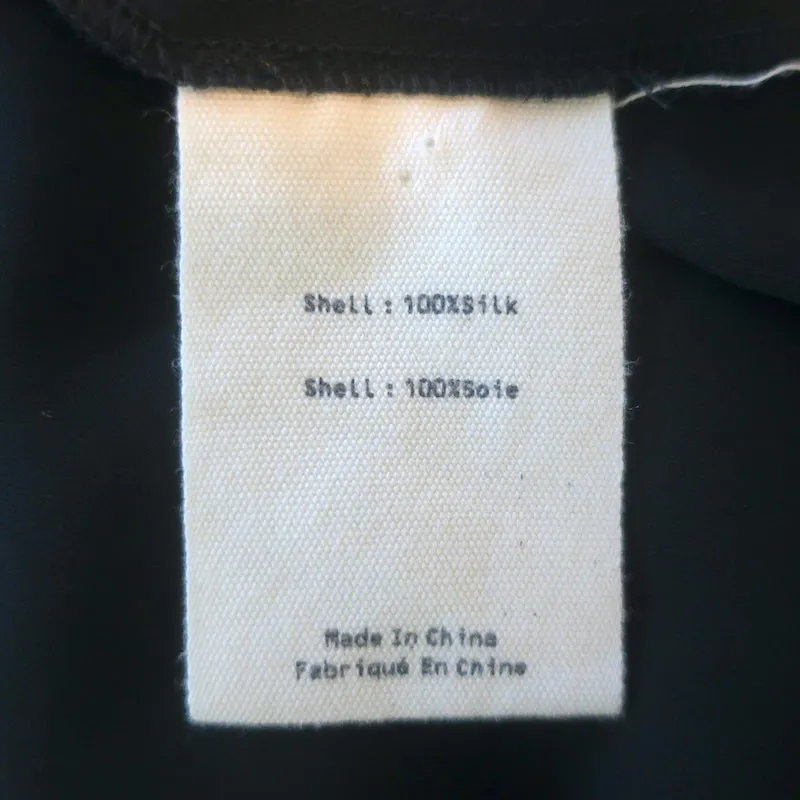 Shell : 100%Silk
Shell : 100%Soie
Made In China
Fabriqué En Chine